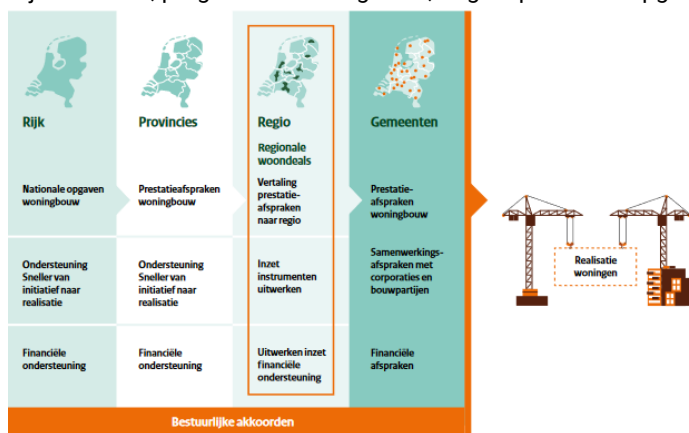 Rijk
Provincies
Regio
Gemeenten
Regionale
woondeals
Nationale opgaven
woningbouw
Prestatieafspraken
woningbouw
Vertaling
prestatie-
afspraken
naar regio
Prestatie-
afspraken
woningbouw
Ondersteuning
Sneller van
initiatief naar
realisatie
Ondersteuning
Sneller van
initiatief naar
realisatie
Inzet
instrumenten
uitwerken
Samenwerkings-
afspraken met
corporaties en
bouwpartijen
Realisatie
woningen
Financiële
ondersteuning
Financiële
ondersteuning
Uitwerken inzet
financiële
ondersteuning
Financiële
afspraken
Bestuurlijke akkoorden